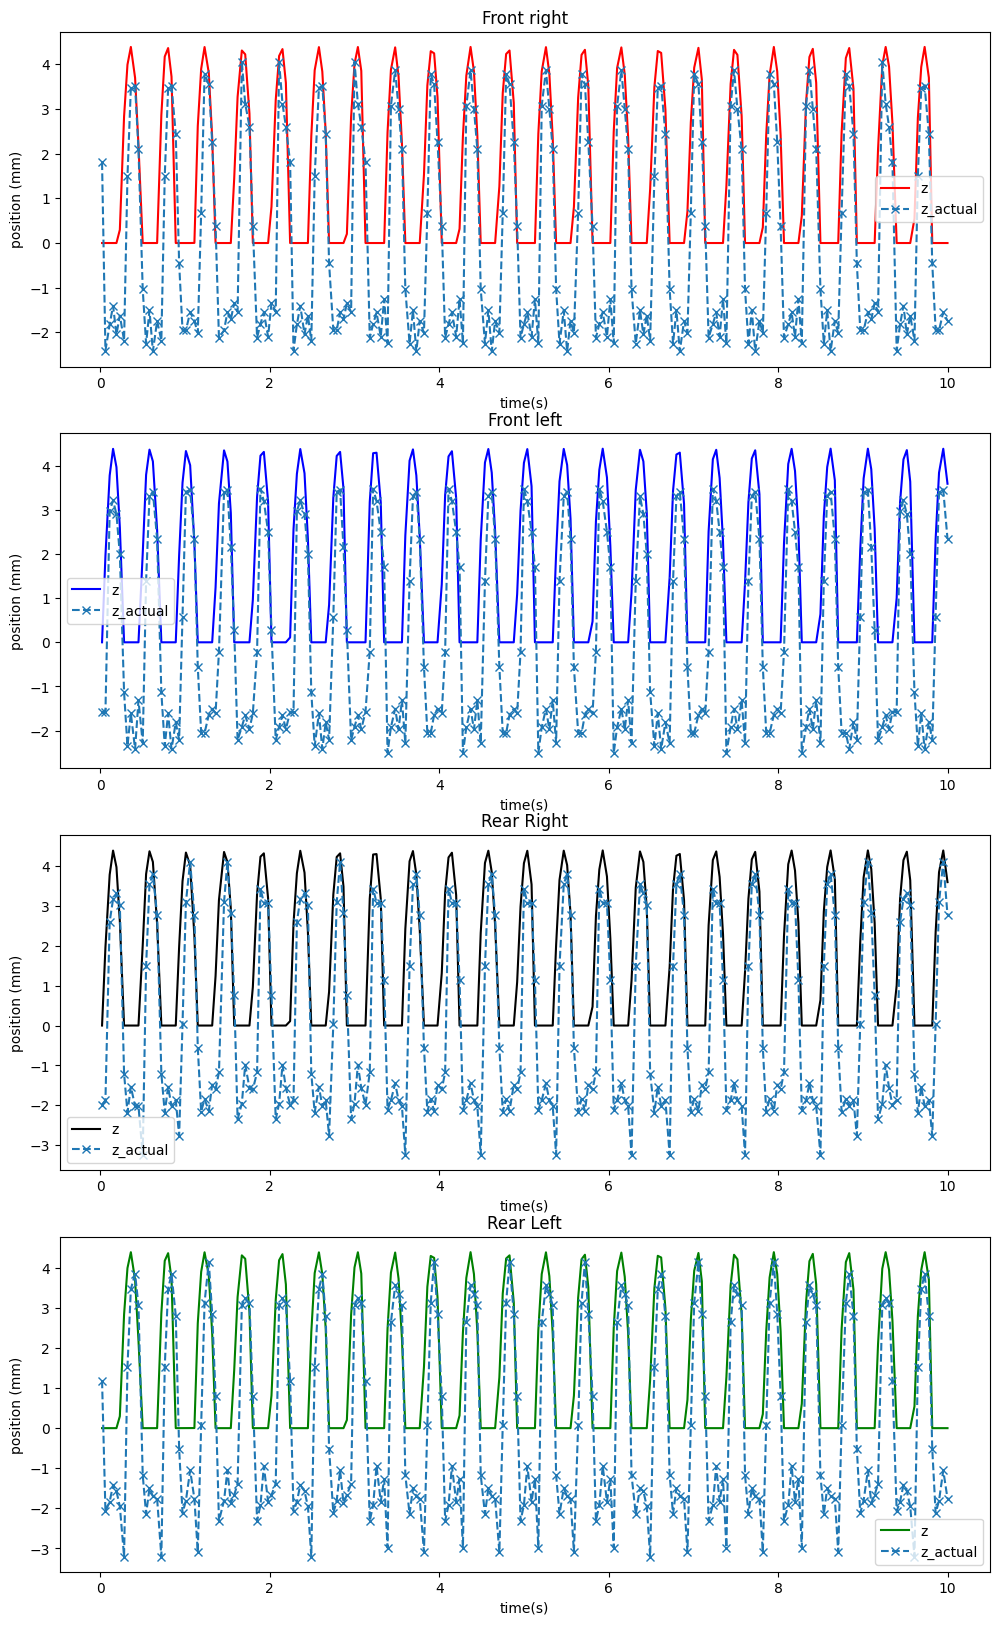 Front right
4
3
2
1
0
−1
−2
position (mm)
z
z_actual
0 2 4 6 8 10
time(s)
Front left
4
3
2
1
0
−1
−2
position (mm)
z
z_actual
0 2 4 6 8 10
time(s)
Rear Right
4
3
2
1
0
−1
−2
−3
position (mm)
z
z_actual
0 2 4 6 8 10
time(s)
Rear Left
4
3
2
1
0
−1
−2
−3
position (mm)
z
z_actual
0 2 4 6 8 10
time(s)